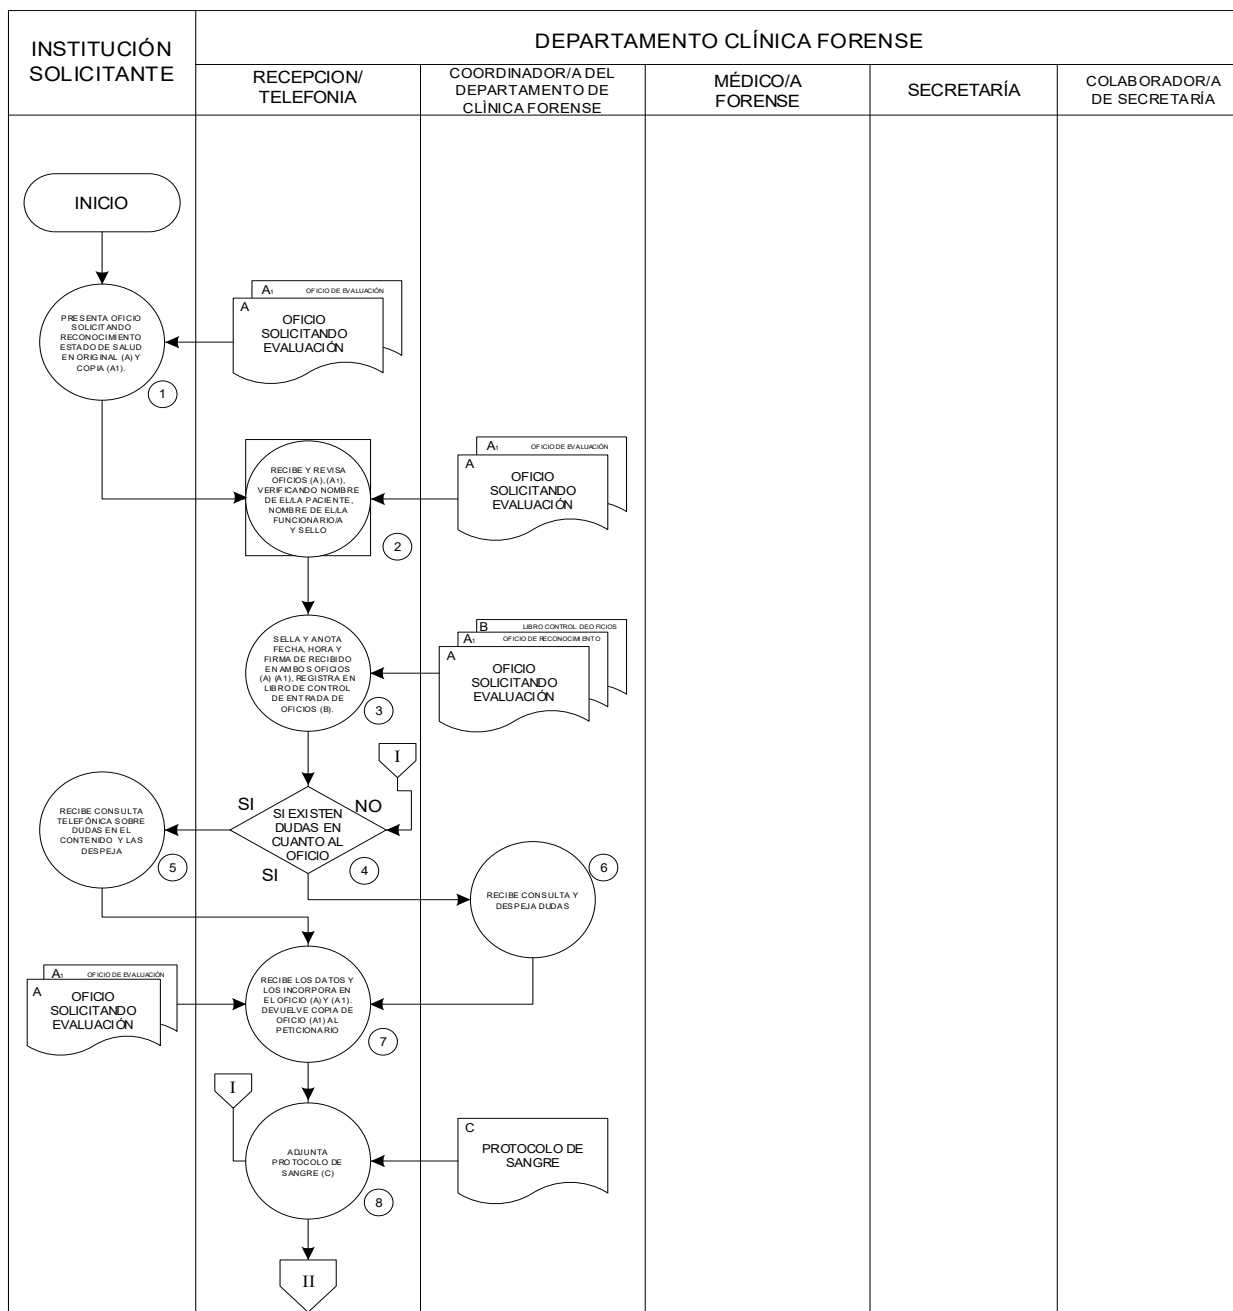 INSTITUCIÓN
SOLICITANTE
DEPARTAMENTO CLÍNICA FORENSE
RECEPCION/
TELEFONIA
COORDINADOR/A DEL
DEPARTAMENTO DE
CLÌNICA FORENSE
MÉDICO/A
FORENSE
SECRETARÍA
COLABORADOR/A
DE SECRETARÍA
INICIO
PRESENTA OFICIO
SOLICITANDO
RECONOCIMIENTO
ESTADO DE SALUD
EN ORIGINAL (A) Y
COPIA (A1).
1
A1 OFICIO DE EVALUACIÓN
A
OFICIO
SOLICITANDO
EVALUACIÓN
RECIBE Y REVISA
OFICIOS (A), (A1),
VERIFICANDO NOMBRE
DE EL/LA PACIENTE,
NOMBRE DE EL/LA
FUNCIONARIO/A
Y SELLO
2
A1 OFICIO DE EVALUACIÓN
A
OFICIO
SOLICITANDO
EVALUACIÓN
SELLA Y ANOTA
FECHA, HORA Y
FIRMA DE RECIBIDO
EN AMBOS OFICIOS
(A) (A1), REGISTRA EN
LIBRO DE CONTROL
DE ENTRADA DE
OFICIOS (B).
3
B LIBRO CONTROL DE OFICIOS
A1 OFICIO DE RECONOCIMIENTO
A
OFICIO
SOLICITANDO
EVALUACIÓN
I
SI
NO
SI EXISTEN
DUDAS EN
CUANTO AL
OFICIO
SI
4
RECIBE CONSULTA
TELEFÓNICA SOBRE
DUDAS EN EL
CONTENIDO Y LAS
DESPEJA
5
6
RECIBE CONSULTA Y
DESPEJA DUDAS
A1 OFICIO DE EVALUACIÓN
A
OFICIO
SOLICITANDO
EVALUACIÓN
RECIBE LOS DATOS Y
LOS INCORPORA EN
EL OFICIO (A) Y (A1).
DEVUELVE COPIA DE
OFICIO (A1) AL
PETICIONARIO
7
I
ADJUNTA
PROTOCOLO DE
SANGRE (C)
8
C
PROTOCOLO DE
SANGRE
II